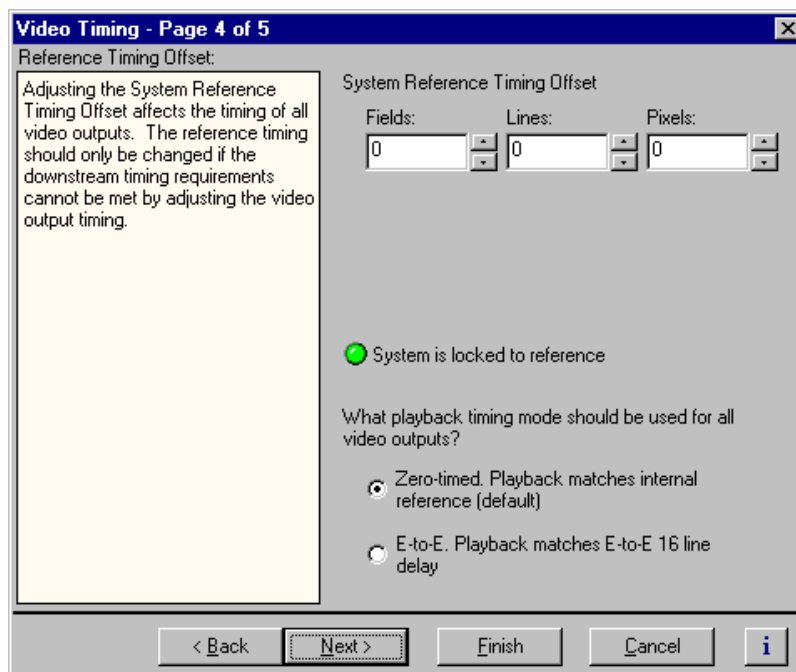 Video Timing - Page 4 of 5
Reference Timing Offset:
Adjusting the System Reference
Timing Offset affects the timing of all
video outputs.  The reference timing
should only be changed if the
downstream timing requirements
cannot be met by adjusting the video
output timing.
System Reference Timing Offset
Fields: Lines: Pixels:
0 0 0
System is locked to reference
What playback timing mode should be used for all
video outputs?
Zero-timed. Playback matches internal
reference (default)
E-to-E. Playback matches E-to-E 16 line
delay
< Back Next > Finish Cancel i